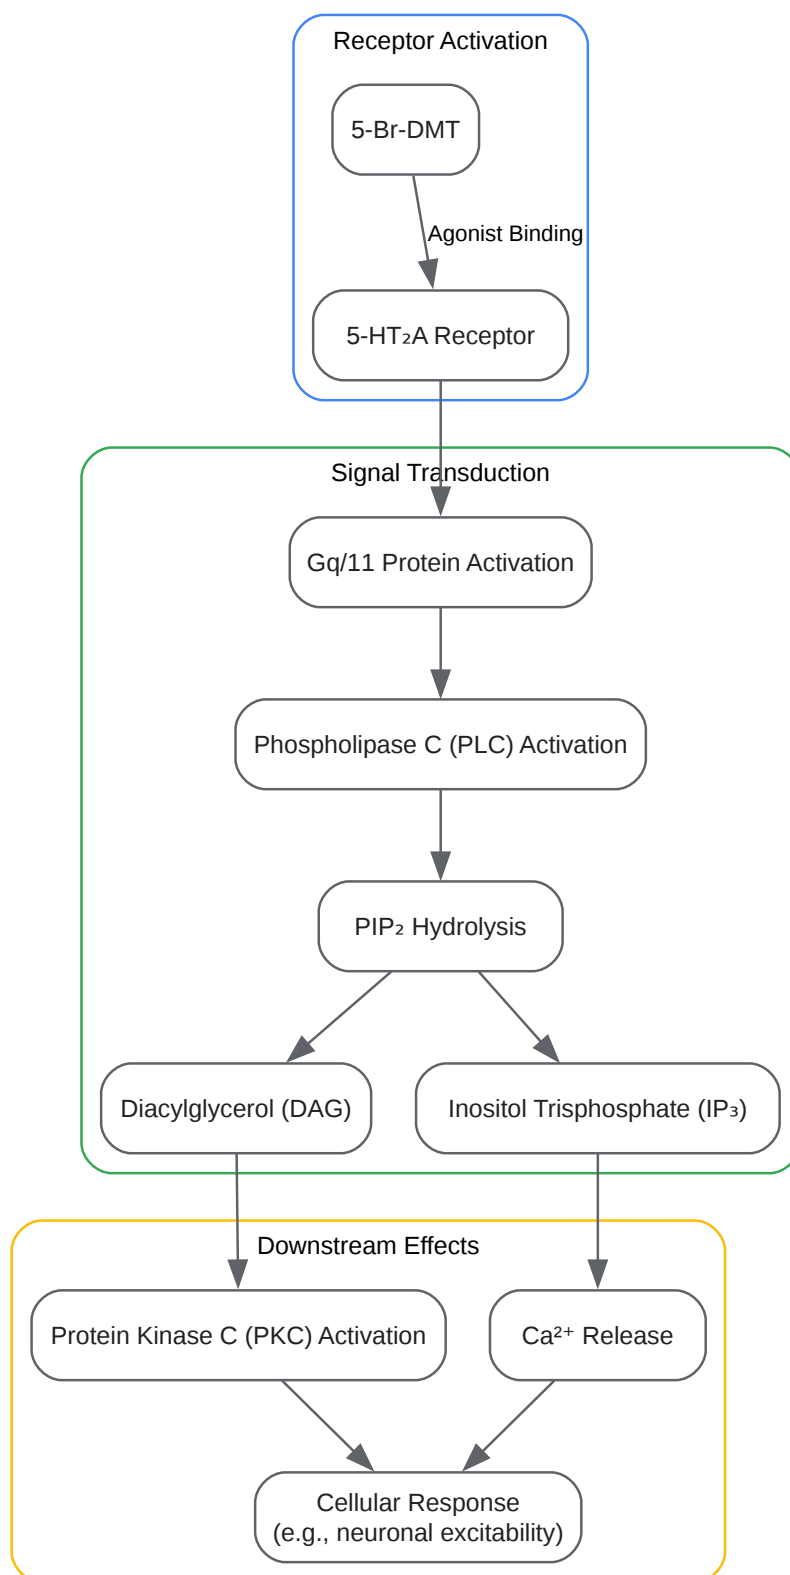 Receptor Activation
5-Br-DMT
Agonist Binding
5-HT₂A Receptor
Signal Transduction
Gq/11 Protein Activation
Phospholipase C (PLC) Activation
PIP₂ Hydrolysis
Diacylglycerol (DAG)
Inositol Trisphosphate (IP₃)
Downstream Effects
Protein Kinase C (PKC) Activation
Ca²⁺ Release
Cellular Response
(e.g., neuronal excitability)